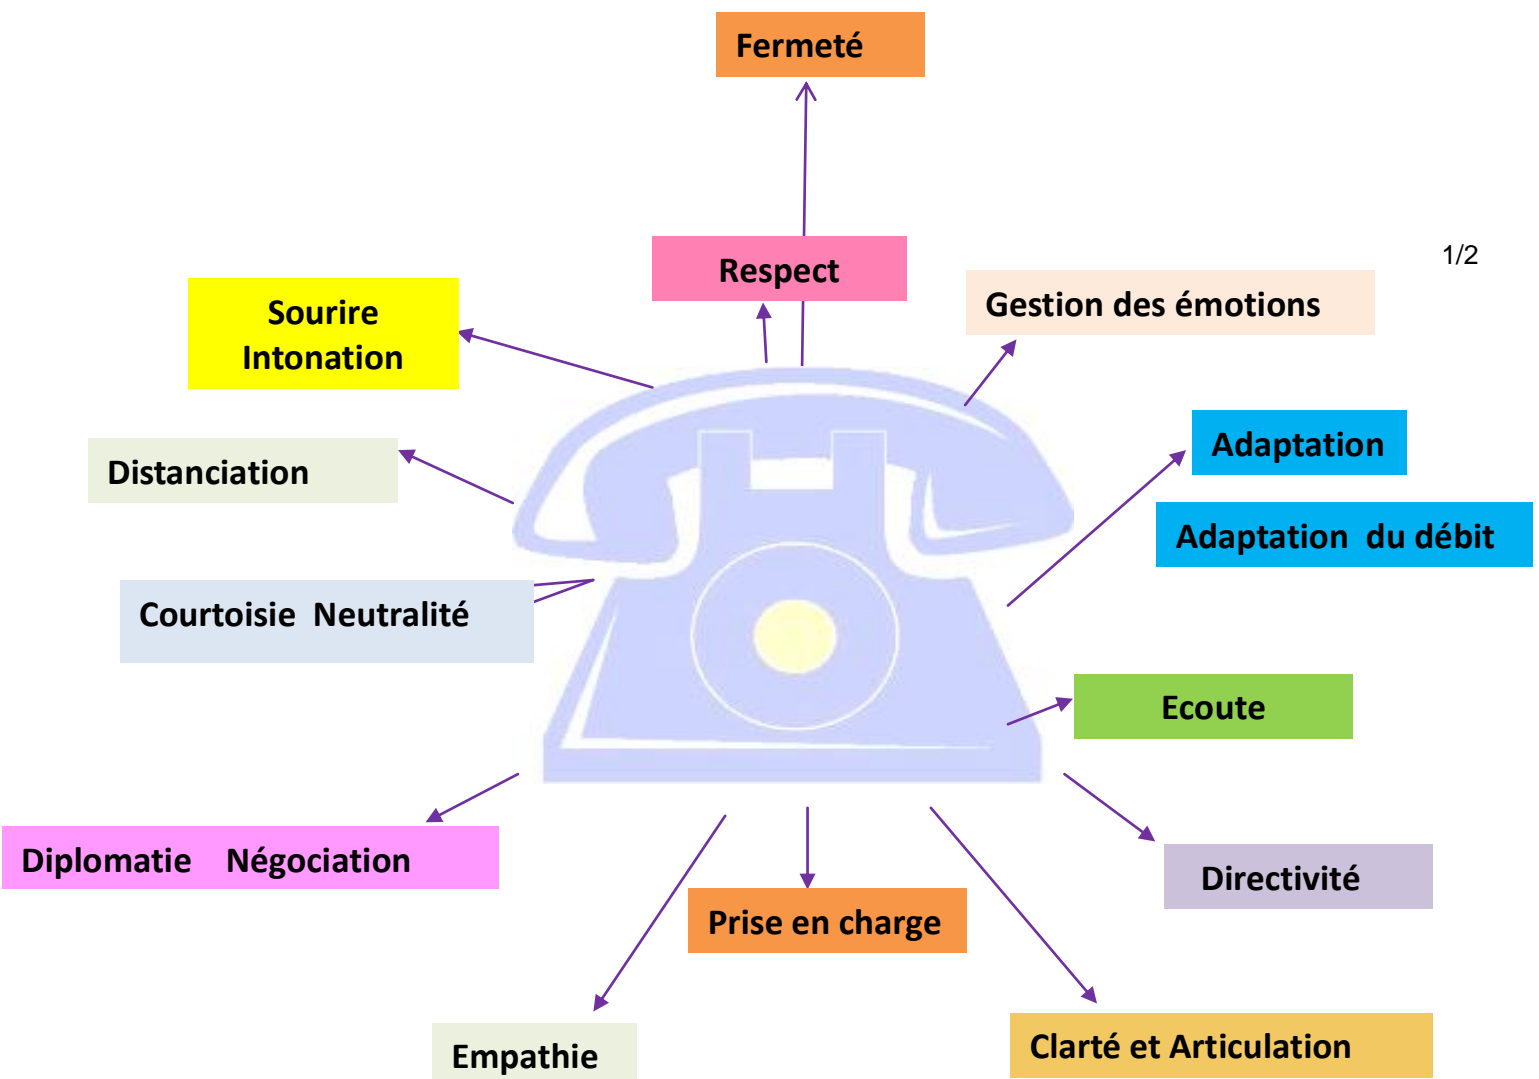 Fermeté
1/2
Respect
Sourire
Intonation
Gestion des émotions
Adaptation
Distanciation
Adaptation du débit
Courtoisie Neutralité
Ecoute
Diplomatie Négociation
Directivité
Prise en charge
Clarté et Articulation
Empathie